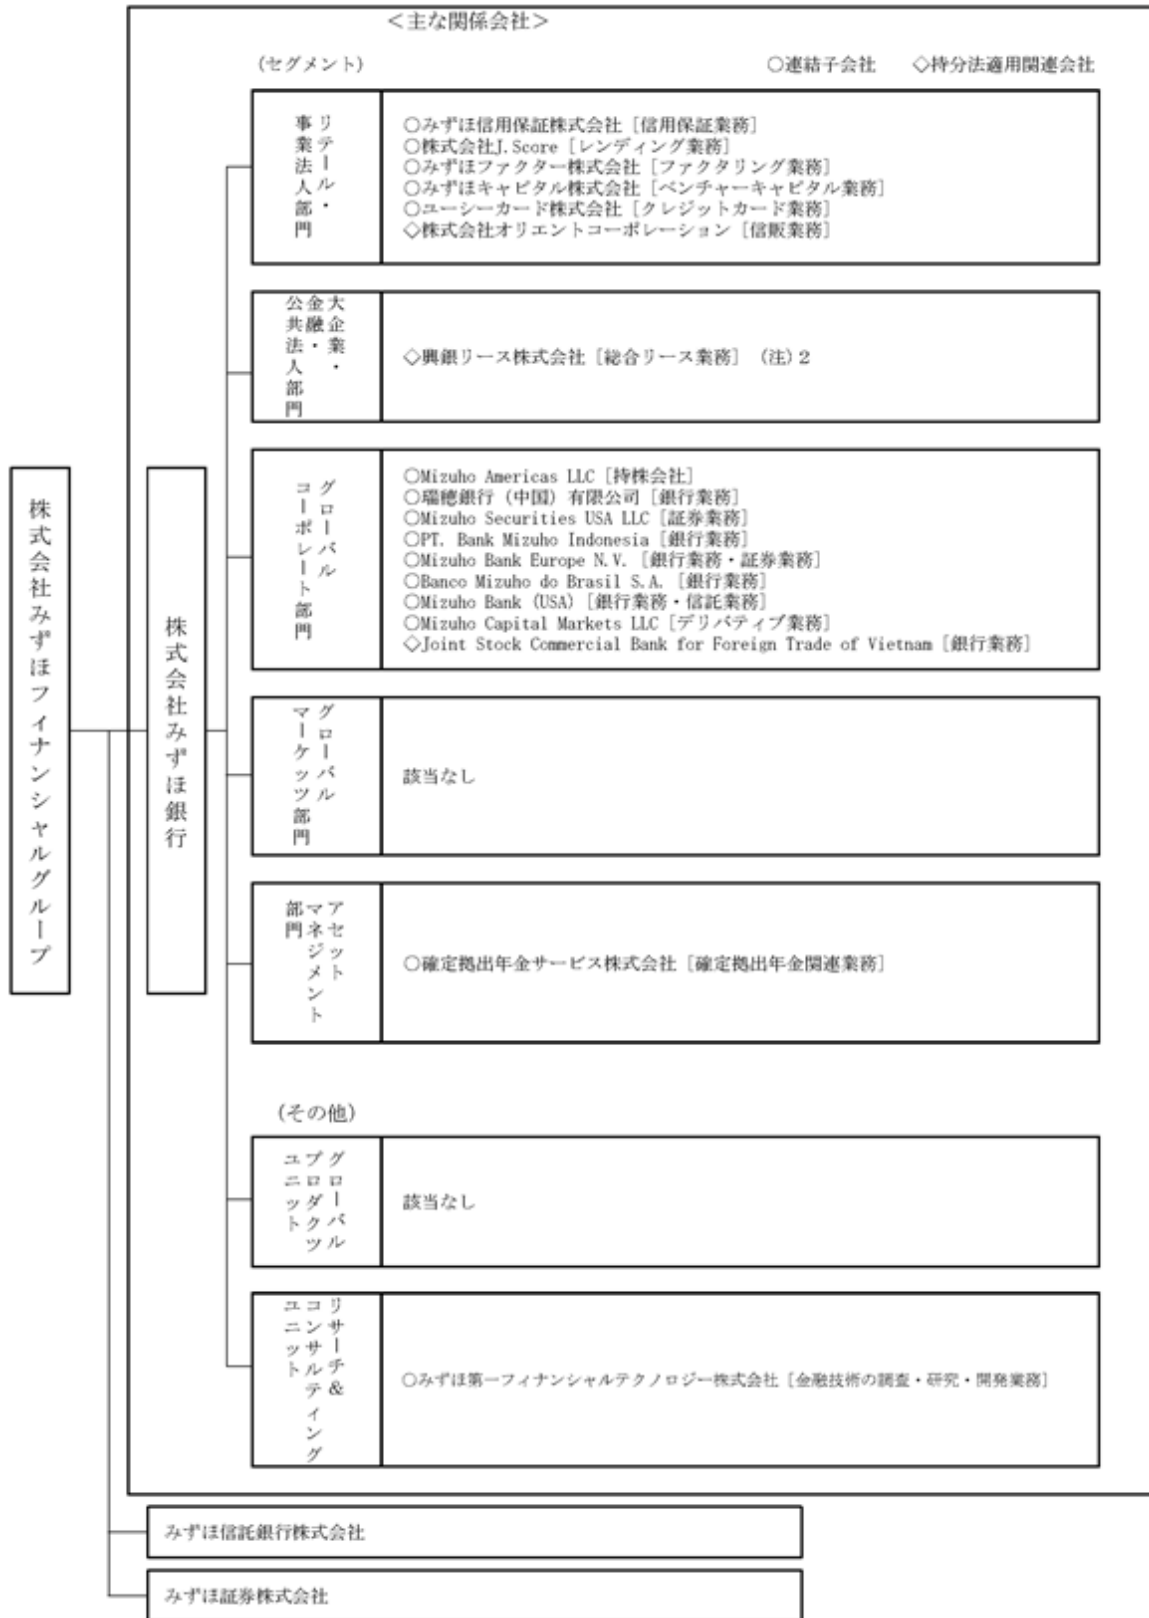 ＜主な関係会社＞
(セグメント)
○連結子会社　◇持分法適用関連会社
リテール・
事業法人部門
○みずほ信用保証株式会社［信用保証業務］
○株式会社J.Score［レンディング業務］
○みずほファクター株式会社［ファクタリング業務］
○みずほキャピタル株式会社［ベンチャーキャピタル業務］
○ユーシーカード株式会社［クレジットカード業務］
◇株式会社オリエントコーポレーション［信販業務］
大企業・
金融・
公共法人部門
◇興銀リース株式会社［総合リース業務］（注）2
グローバル
コーポレート部門
○Mizuho Americas LLC［持株会社］
○瑞穂銀行（中国）有限公司［銀行業務］
○Mizuho Securities USA LLC［証券業務］
○PT. Bank Mizuho Indonesia［銀行業務］
○Mizuho Bank Europe N.V.［銀行業務・証券業務］
○Banco Mizuho do Brasil S.A.［銀行業務］
○Mizuho Bank (USA)［銀行業務・信託業務］
○Mizuho Capital Markets LLC［デリバティブ業務］
◇Joint Stock Commercial Bank for Foreign Trade of Vietnam［銀行業務］
株式会社みずほフィナンシャルグループ
株式会社みずほ銀行
グローバル
マーケッツ部門
該当なし
アセット
マネジメント
部門
○確定拠出年金サービス株式会社［確定拠出年金関連業務］
(その他)
グローバル
プロダクツ
ユニット
該当なし
リサーチ＆
コンサルティング
ユニット
○みずほ第一フィナンシャルテクノロジー株式会社［金融技術の調査・研究・開発業務］
みずほ信託銀行株式会社
みずほ証券株式会社